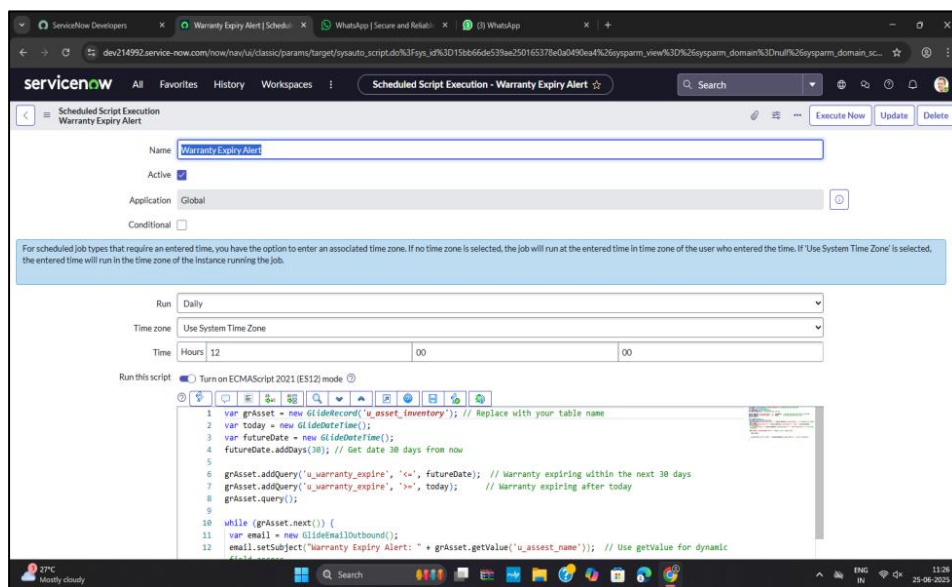 ServiceNow Developers
Warranty Expiry Alert | Schedul
WhatsApp | Secure and Reliabl
(3) WhatsApp
dev214992.service-now.com/now/nav/ui/classic/params/target/sysauto_script.do%3Fsys_id%3D15bb66de539ae250165378e0a0490ea4%26sysparm_view%3D%26sysparm_domain%3Dnull%26sysparm_domain_sc...
servicenow All Favorites History Workspaces Scheduled Script Execution - Warranty Expiry Alert Search
Scheduled Script Execution
Warranty Expiry Alert
Execute Now Update Delete
Name Warranty Expiry Alert
Active
Application Global
Conditional
For scheduled job types that require an entered time, you have the option to enter an associated time zone. If no time zone is selected, the job will run at the entered time in time zone of the user who entered the time. If 'Use System Time Zone' is selected,
the entered time will run in the time zone of the instance running the job.
Run Daily
Time zone Use System Time Zone
Time Hours 12 00 00
Run this script Turn on ECMAScript 2021 (ES12) mode
1 var grAsset = new GlideRecord('u_asset_inventory'); // Replace with your table name
2 var today = new GlideDateTime();
3 var futureDate = new GlideDateTime();
4 futureDate.addDays(30); // Get date 30 days from now
5
6 grAsset.addQuery('u_warranty_expire', '<=', futureDate); // Warranty expiring within the next 30 days
7 grAsset.addQuery('u_warranty_expire', '>=', today); // Warranty expiring after today
8 grAsset.query();
9
10 while (grAsset.next()) {
11 var email = new GlideEmailOutbound();
12 email.setSubject("Warranty Expiry Alert: " + grAsset.getValue('u_assest_name')); // Use getValue for dynamic
27°C
Mostly cloudy
Search
ENG
IN
11:26
25-06-2025